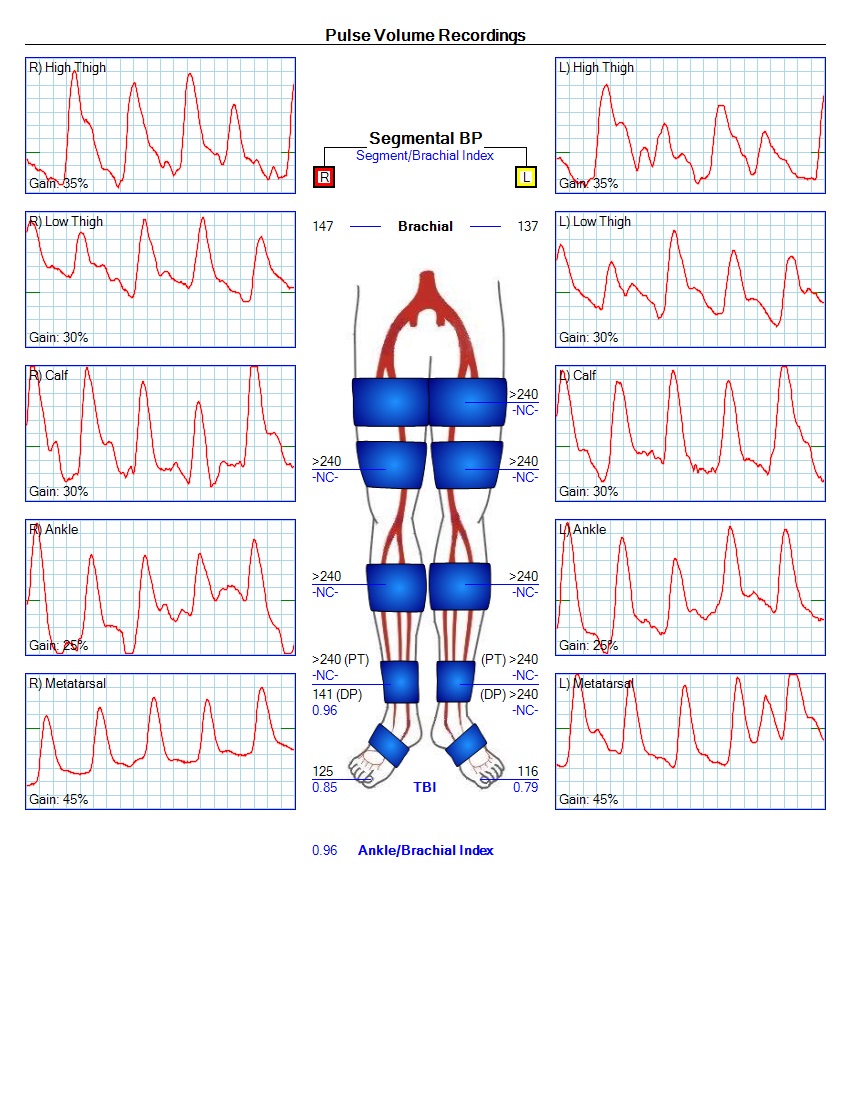 Pulse Volume Recordings
R) High Thigh
Gain: 35%
L) High Thigh
Gain: 35%
Segmental BP
Segment/Brachial Index
R
L
147 Brachial 137
R) Low Thigh
Gain: 30%
L) Low Thigh
Gain: 30%
>240
-NC-
R) Calf
Gain: 30%
L) Calf
Gain: 30%
>240 >240
-NC- -NC-
R) Ankle
Gain: 25%
L) Ankle
Gain: 25%
>240 >240
-NC- -NC-
R) Metatarsal
Gain: 45%
L) Metatarsal
Gain: 45%
>240 (PT) (PT) >240
-NC- -NC-
141 (DP) (DP) >240
0.96 -NC-
125 116
0.85 TBI 0.79
0.96 Ankle/Brachial Index